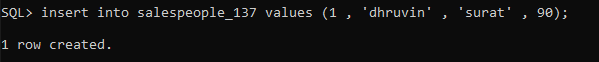 SQL> insert into salespeople_137 values (1 , 'dhruvin' , 'surat' , 90);
1 row created.